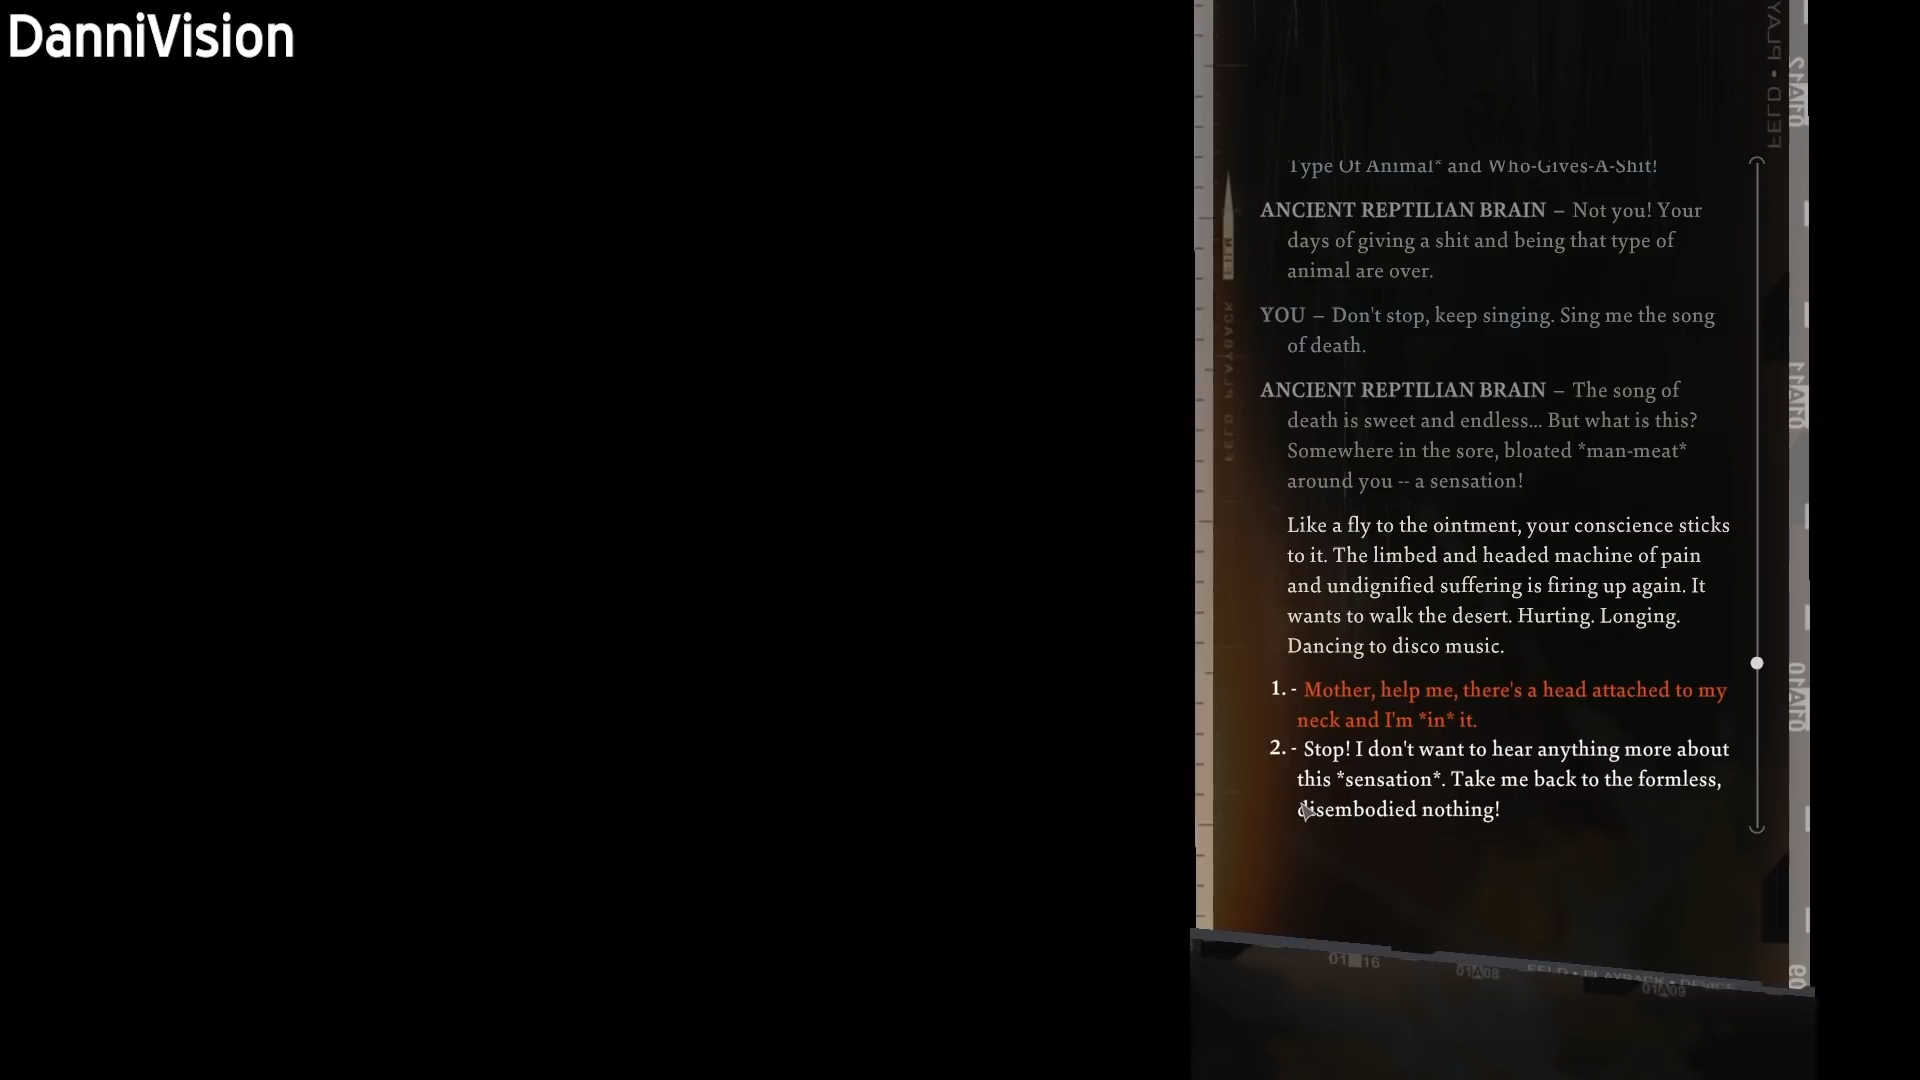 DanniVision
Type Of Animal* and Who-Gives-A-Shit!
ANCIENT REPTILIAN BRAIN – Not you! Your
days of giving a shit and being that type of
animal are over.
YOU – Don't stop, keep singing. Sing me the song
of death.
ANCIENT REPTILIAN BRAIN – The song of
death is sweet and endless... But what is this?
Somewhere in the sore, bloated *man-meat*
around you -- a sensation!
Like a fly to the ointment, your conscience sticks
to it. The limbed and headed machine of pain
and undignified suffering is firing up again. It
wants to walk the desert. Hurting. Longing.
Dancing to disco music.
1. - Mother, help me, there's a head attached to my
neck and I'm *in* it.
2. - Stop! I don't want to hear anything more about
this *sensation*. Take me back to the formless,
disembodied nothing!
FELD • PLAYBACK • DEVICE
01A08
01A09